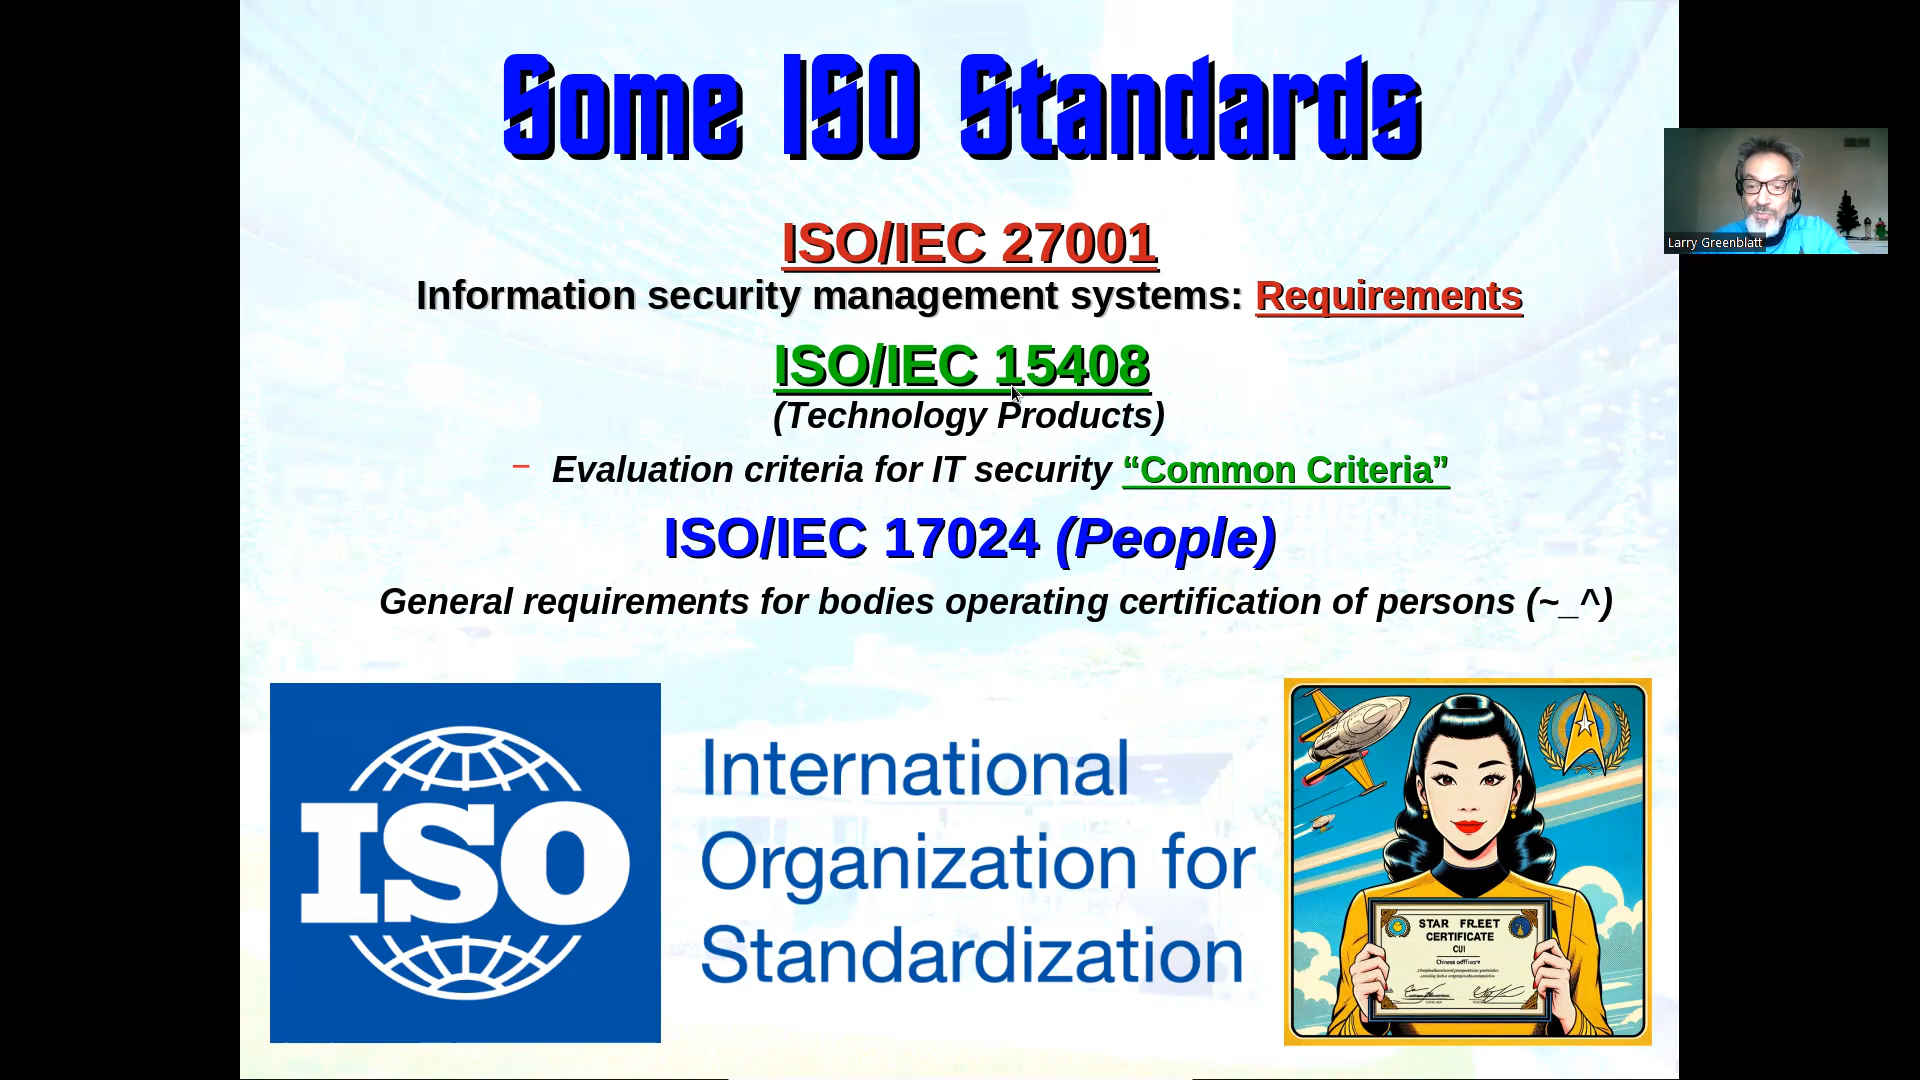 Some ISO Standards
ISO/IEC 27001
Information security management systems: Requirements
ISO/IEC 15408
(Technology Products)
– Evaluation criteria for IT security “Common Criteria”
ISO/IEC 17024 (People)
General requirements for bodies operating certification of persons (~_^)
ISO
International
Organization for
Standardization
STAR FREET
CERTIFICATE
CUI
Larry Greenblatt